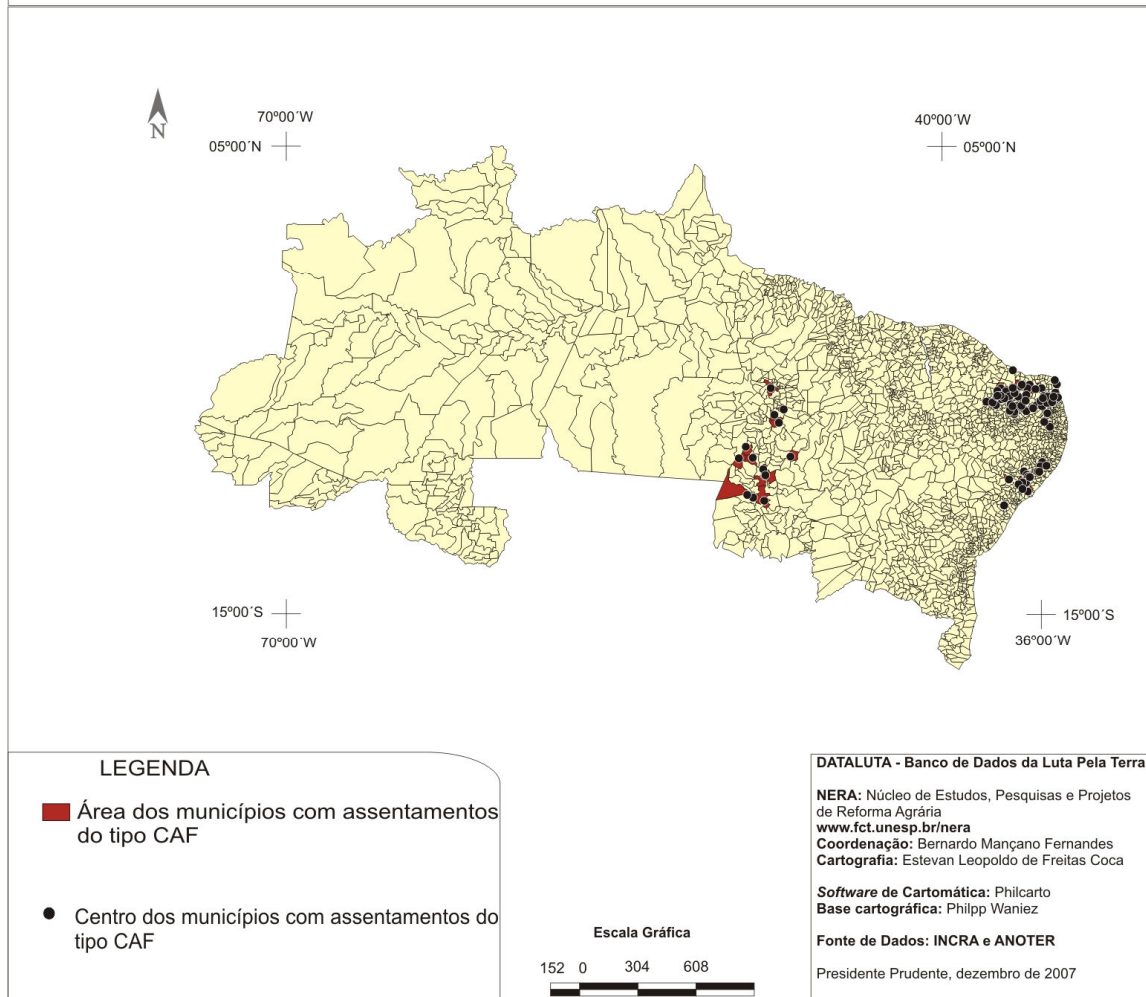 70º00´W
05º00´N
N
40º00´W
05º00´N
15º00´S
70º00´W
15º00´S
36º00´W
LEGENDA
Área dos municípios com assentamentos
do tipo CAF
Centro dos municípios com assentamentos do
tipo CAF
Escala Gráfica
152 0 304 608
DATALUTA - Banco de Dados da Luta Pela Terra
NERA: Núcleo de Estudos, Pesquisas e Projetos
de Reforma Agrária
www.fct.unesp.br/nera
Coordenação: Bernardo Mançano Fernandes
Cartografia: Estevan Leopoldo de Freitas Coca
Software de Cartomática: Philcarto
Base cartográfica: Philpp Waniez
Fonte de Dados: INCRA e ANOTER
Presidente Prudente, dezembro de 2007